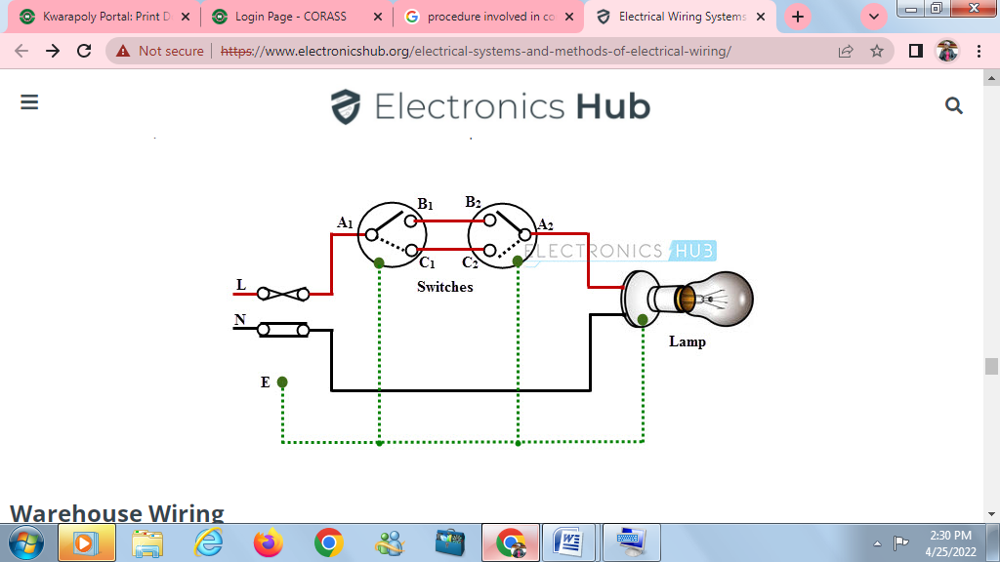 Kwarapoly Portal: Print D
Login Page - CORASS
procedure involved in co
Electrical Wiring Systems
Not secure
https://www.electronicshub.org/electrical-systems-and-methods-of-electrical-wiring/
Electronics Hub
B1
B2
A1
A2
ELECTRONICS HUB
C1
C2
L
Switches
N
Lamp
E
Warehouse Wiring
2:30 PM
4/25/2022